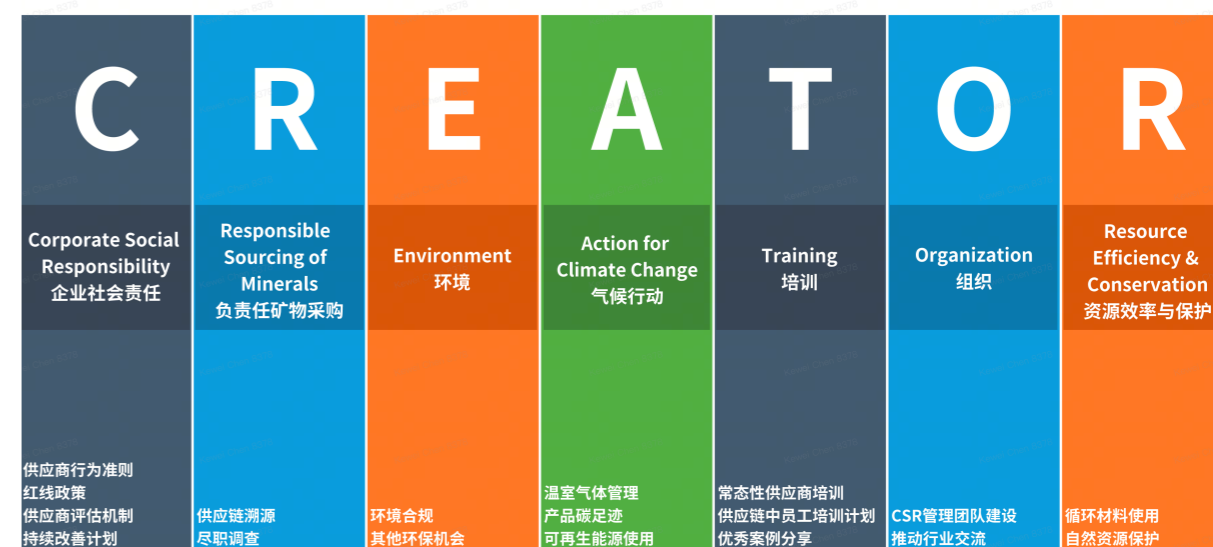 C
Corporate Social
Responsibility
企业社会责任
供应商行为准则
红线政策
供应商评估机制
持续改善计划
R
Responsible
Sourcing of
Minerals
负责任矿物采购
供应链溯源
尽职调查
E
Environment
环境
环境合规
其他环保机会
A
Action for
Climate Change
气候行动
温室气体管理
产品碳足迹
可再生能源使用
T
Training
培训
常态性供应商培训
供应链中员工培训计划
优秀案例分享
O
Organization
组织
CSR管理团队建设
推动行业交流
R
Resource
Efficiency &
Conservation
资源效率与保护
循环材料使用
自然资源保护